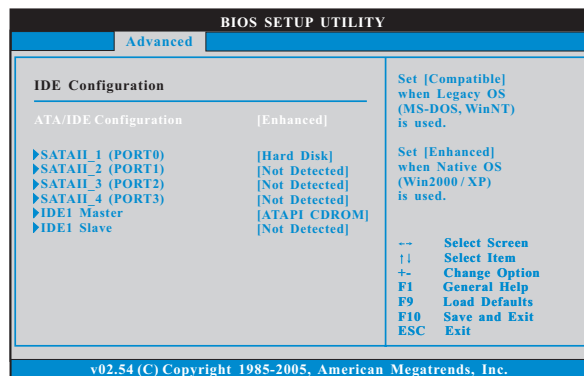 BIOS SETUP UTILITY
Advanced
IDE Configuration
ATA/IDE Configuration [Enhanced]
SATAII_1 (PORT0) [Hard Disk]
SATAII_2 (PORT1) [Not Detected]
SATAII_3 (PORT2) [Not Detected]
SATAII_4 (PORT3) [Not Detected]
IDE1 Master [ATAPI CDROM]
IDE1 Slave [Not Detected]
Set [Compatible]
when Legacy OS
(MS-DOS, WinNT)
is used.
Set [Enhanced]
when Native OS
(Win2000 / XP)
is used.
←→ Select Screen
↑↓ Select Item
+- Change Option
F1 General Help
F9 Load Defaults
F10 Save and Exit
ESC Exit
v02.54 (C) Copyright 1985-2005, American Megatrends, Inc.